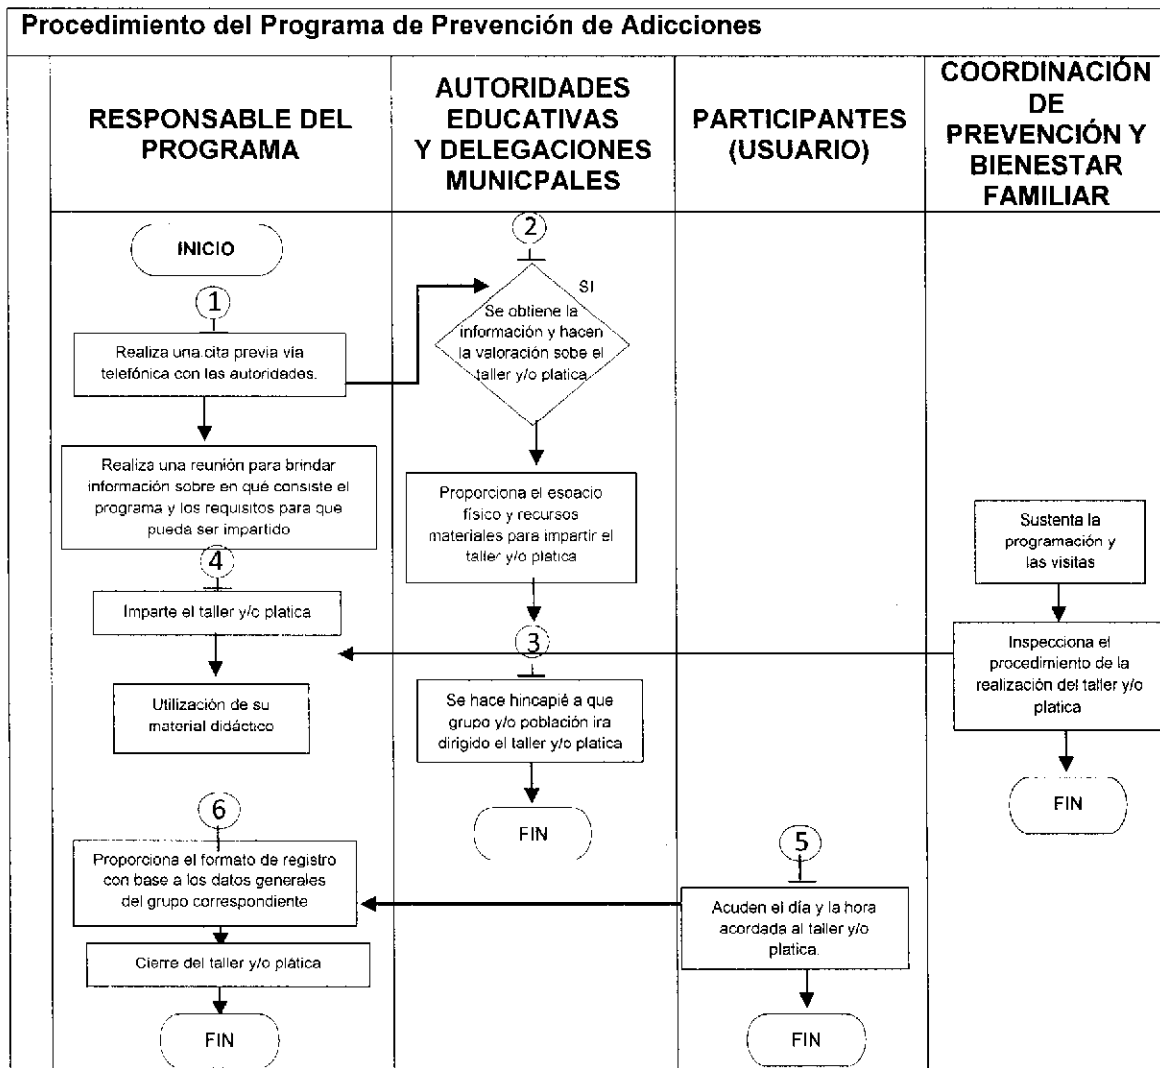 Procedimiento del Programa de Prevención de Adicciones
RESPONSABLE DEL
PROGRAMA
AUTORIDADES
EDUCATIVAS
Y DELEGACIONES
MUNICPALES
PARTICIPANTES
(USUARIO)
COORDINACIÓN
DE
PREVENCIÓN Y
BIENESTAR
FAMILIAR
INICIO
1
Realiza una cita previa vía
telefónica con las autoridades.
Realiza una reunión para brindar
información sobre en qué consiste el
programa y los requisitos para que
pueda ser impartido
4
Imparte el taller y/o platica
Utilización de su
material didáctico
6
Proporciona el formato de registro
con base a los datos generales
del grupo correspondiente
Cierre del taller y/o plática
FIN
2
SI
Se obtiene la
información y hacen
la valoración sobe el
taller y/o platica
Proporciona el espacio
físico y recursos
materiales para impartir el
taller y/o platica
3
Se hace hincapié a que
grupo y/o población ira
dirigido el taller y/o platica
FIN
5
Acuden el día y la hora
acordada al taller y/o
platica.
FIN
Sustenta la
programación y
las visitas
Inspecciona el
procedimiento de la
realización del taller y/o
platica
FIN